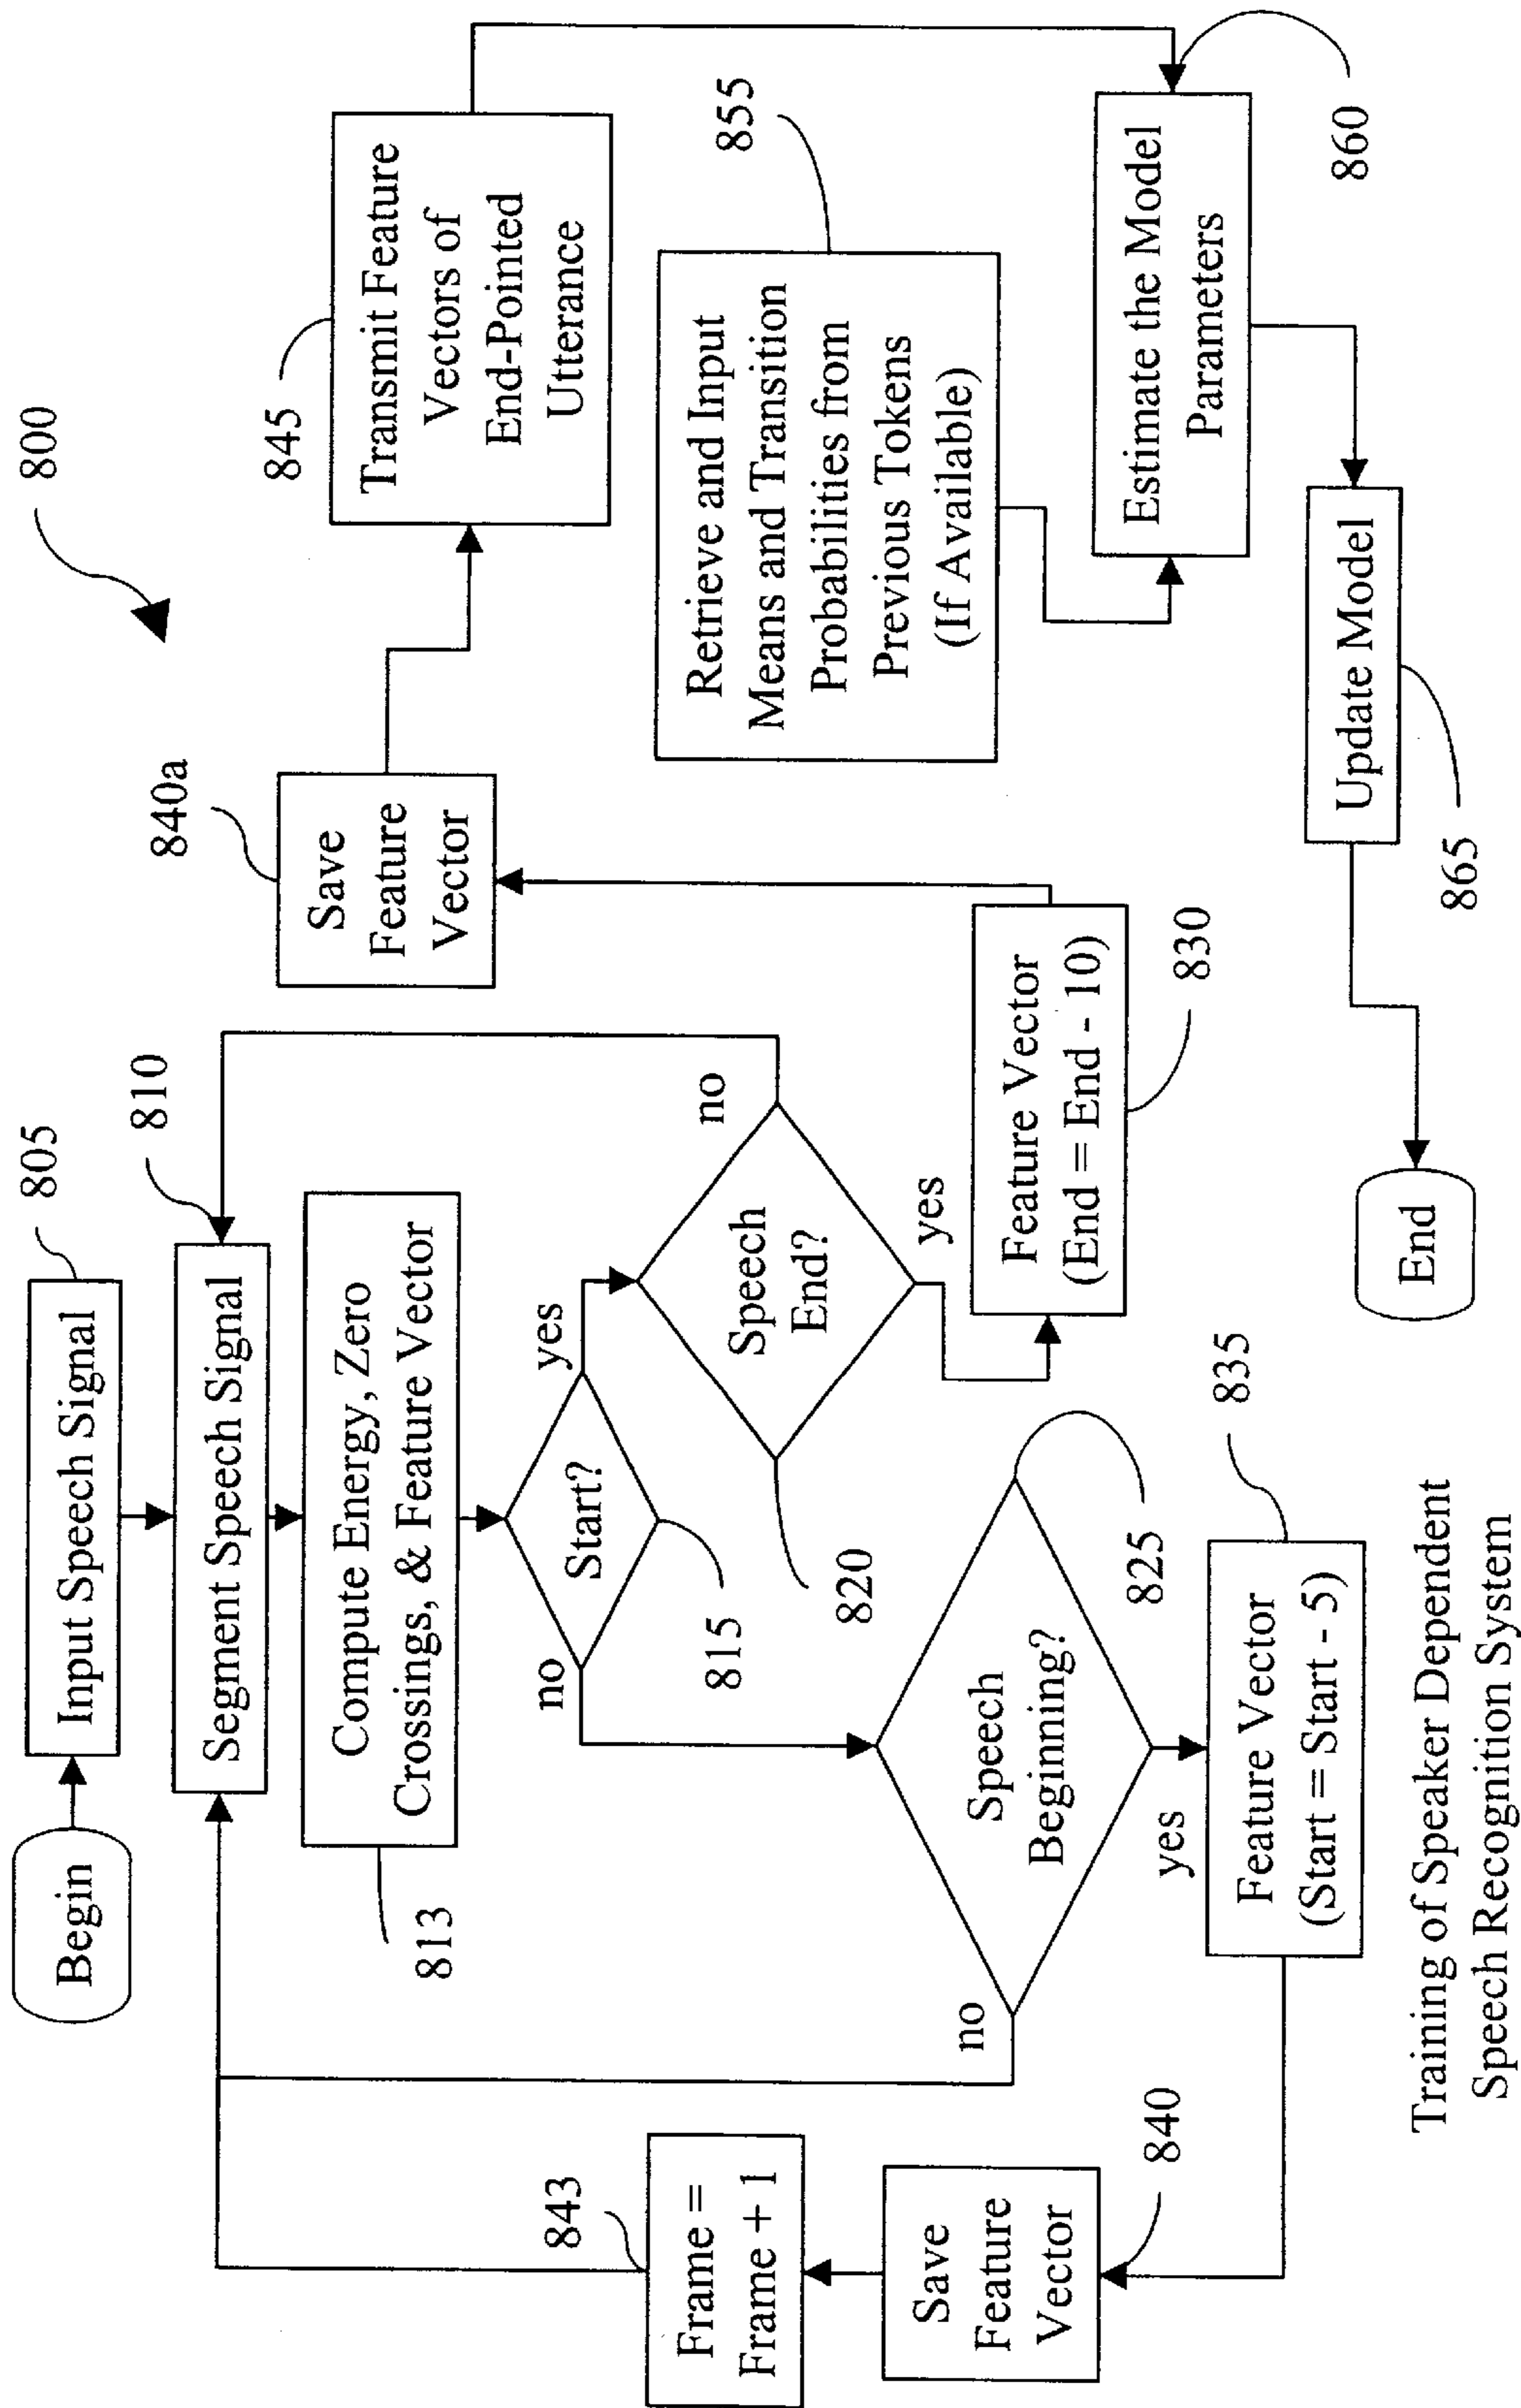 800
Begin
Input Speech Signal
805
Segment Speech Signal
810
Compute Energy, Zero
Crossings, & Feature Vector
813
Start?
yes
no
815
Speech
End?
no
yes
820
Speech
Beginning?
no
yes
825
Feature Vector
(End = End - 10)
830
Feature Vector
(Start = Start - 5)
835
Save
Feature
Vector
840
Frame =
Frame + 1
843
Save
Feature
Vector
840a
Transmit Feature
Vectors of
End-Pointed
Utterance
845
Retrieve and Input
Means and Transition
Probabilities from
Previous Tokens
(If Available)
855
Estimate the Model
Parameters
860
Update Model
865
End
Training of Speaker Dependent
Speech Recognition System